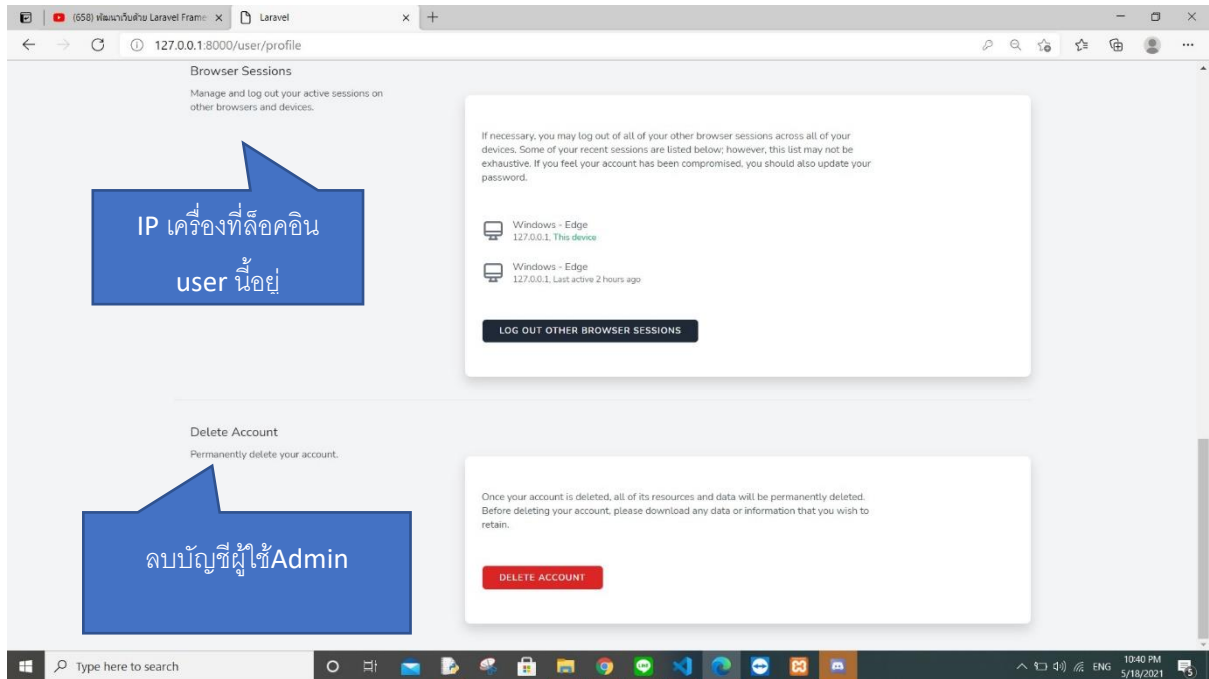 (658) พัฒนาเว็บด้วย Laravel Frame
Laravel
127.0.0.1:8000/user/profile
Browser Sessions
Manage and log out your active sessions on
other browsers and devices.
If necessary, you may log out of all of your other browser sessions across all of your
devices. Some of your recent sessions are listed below; however, this list may not be
exhaustive. If you feel your account has been compromised, you should also update your
password.
IP เครื่องที่ล็อคอิน
user นี้อยู่
Windows - Edge
127.0.0.1, This device
Windows - Edge
127.0.0.1, Last active 2 hours ago
LOG OUT OTHER BROWSER SESSIONS
Delete Account
Permanently delete your account.
Once your account is deleted, all of its resources and data will be permanently deleted.
Before deleting your account, please download any data or information that you wish to
retain.
ลบบัญชีผู้ใช้Admin
DELETE ACCOUNT
Type here to search
ENG
10:40 PM
5/18/2021
5